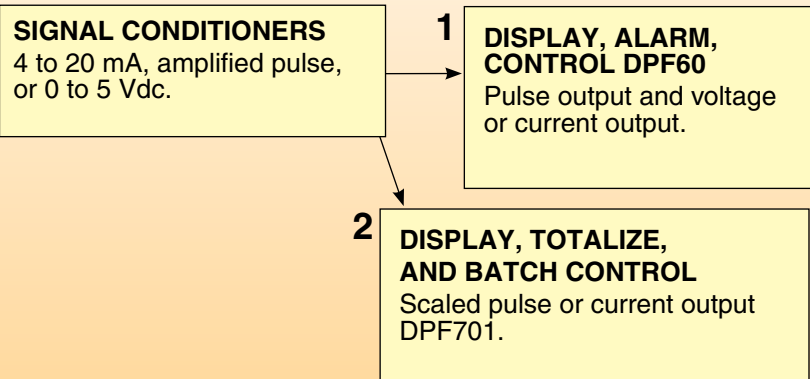 SIGNAL CONDITIONERS
4 to 20 mA, amplified pulse,
or 0 to 5 Vdc.
1
DISPLAY, ALARM,
CONTROL DPF60
Pulse output and voltage
or current output.
2
DISPLAY, TOTALIZE,
AND BATCH CONTROL
Scaled pulse or current output
DPF701.